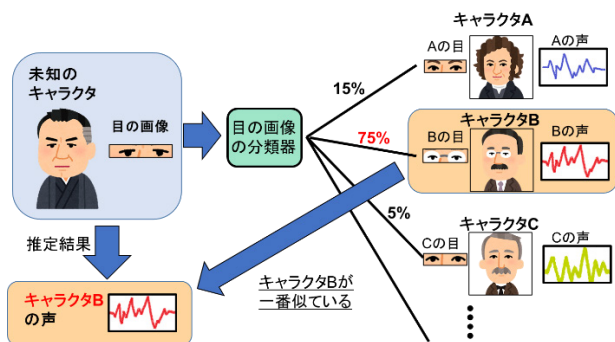 未知の
キャラクタ
目の画像
目の画像
の分類器
15%
75%
5%
キャラクタA
Aの目
Aの声
キャラクタB
Bの目
Bの声
キャラクタC
Cの目
Cの声
推定結果
キャラクタB
の声
キャラクタBが
一番似ている